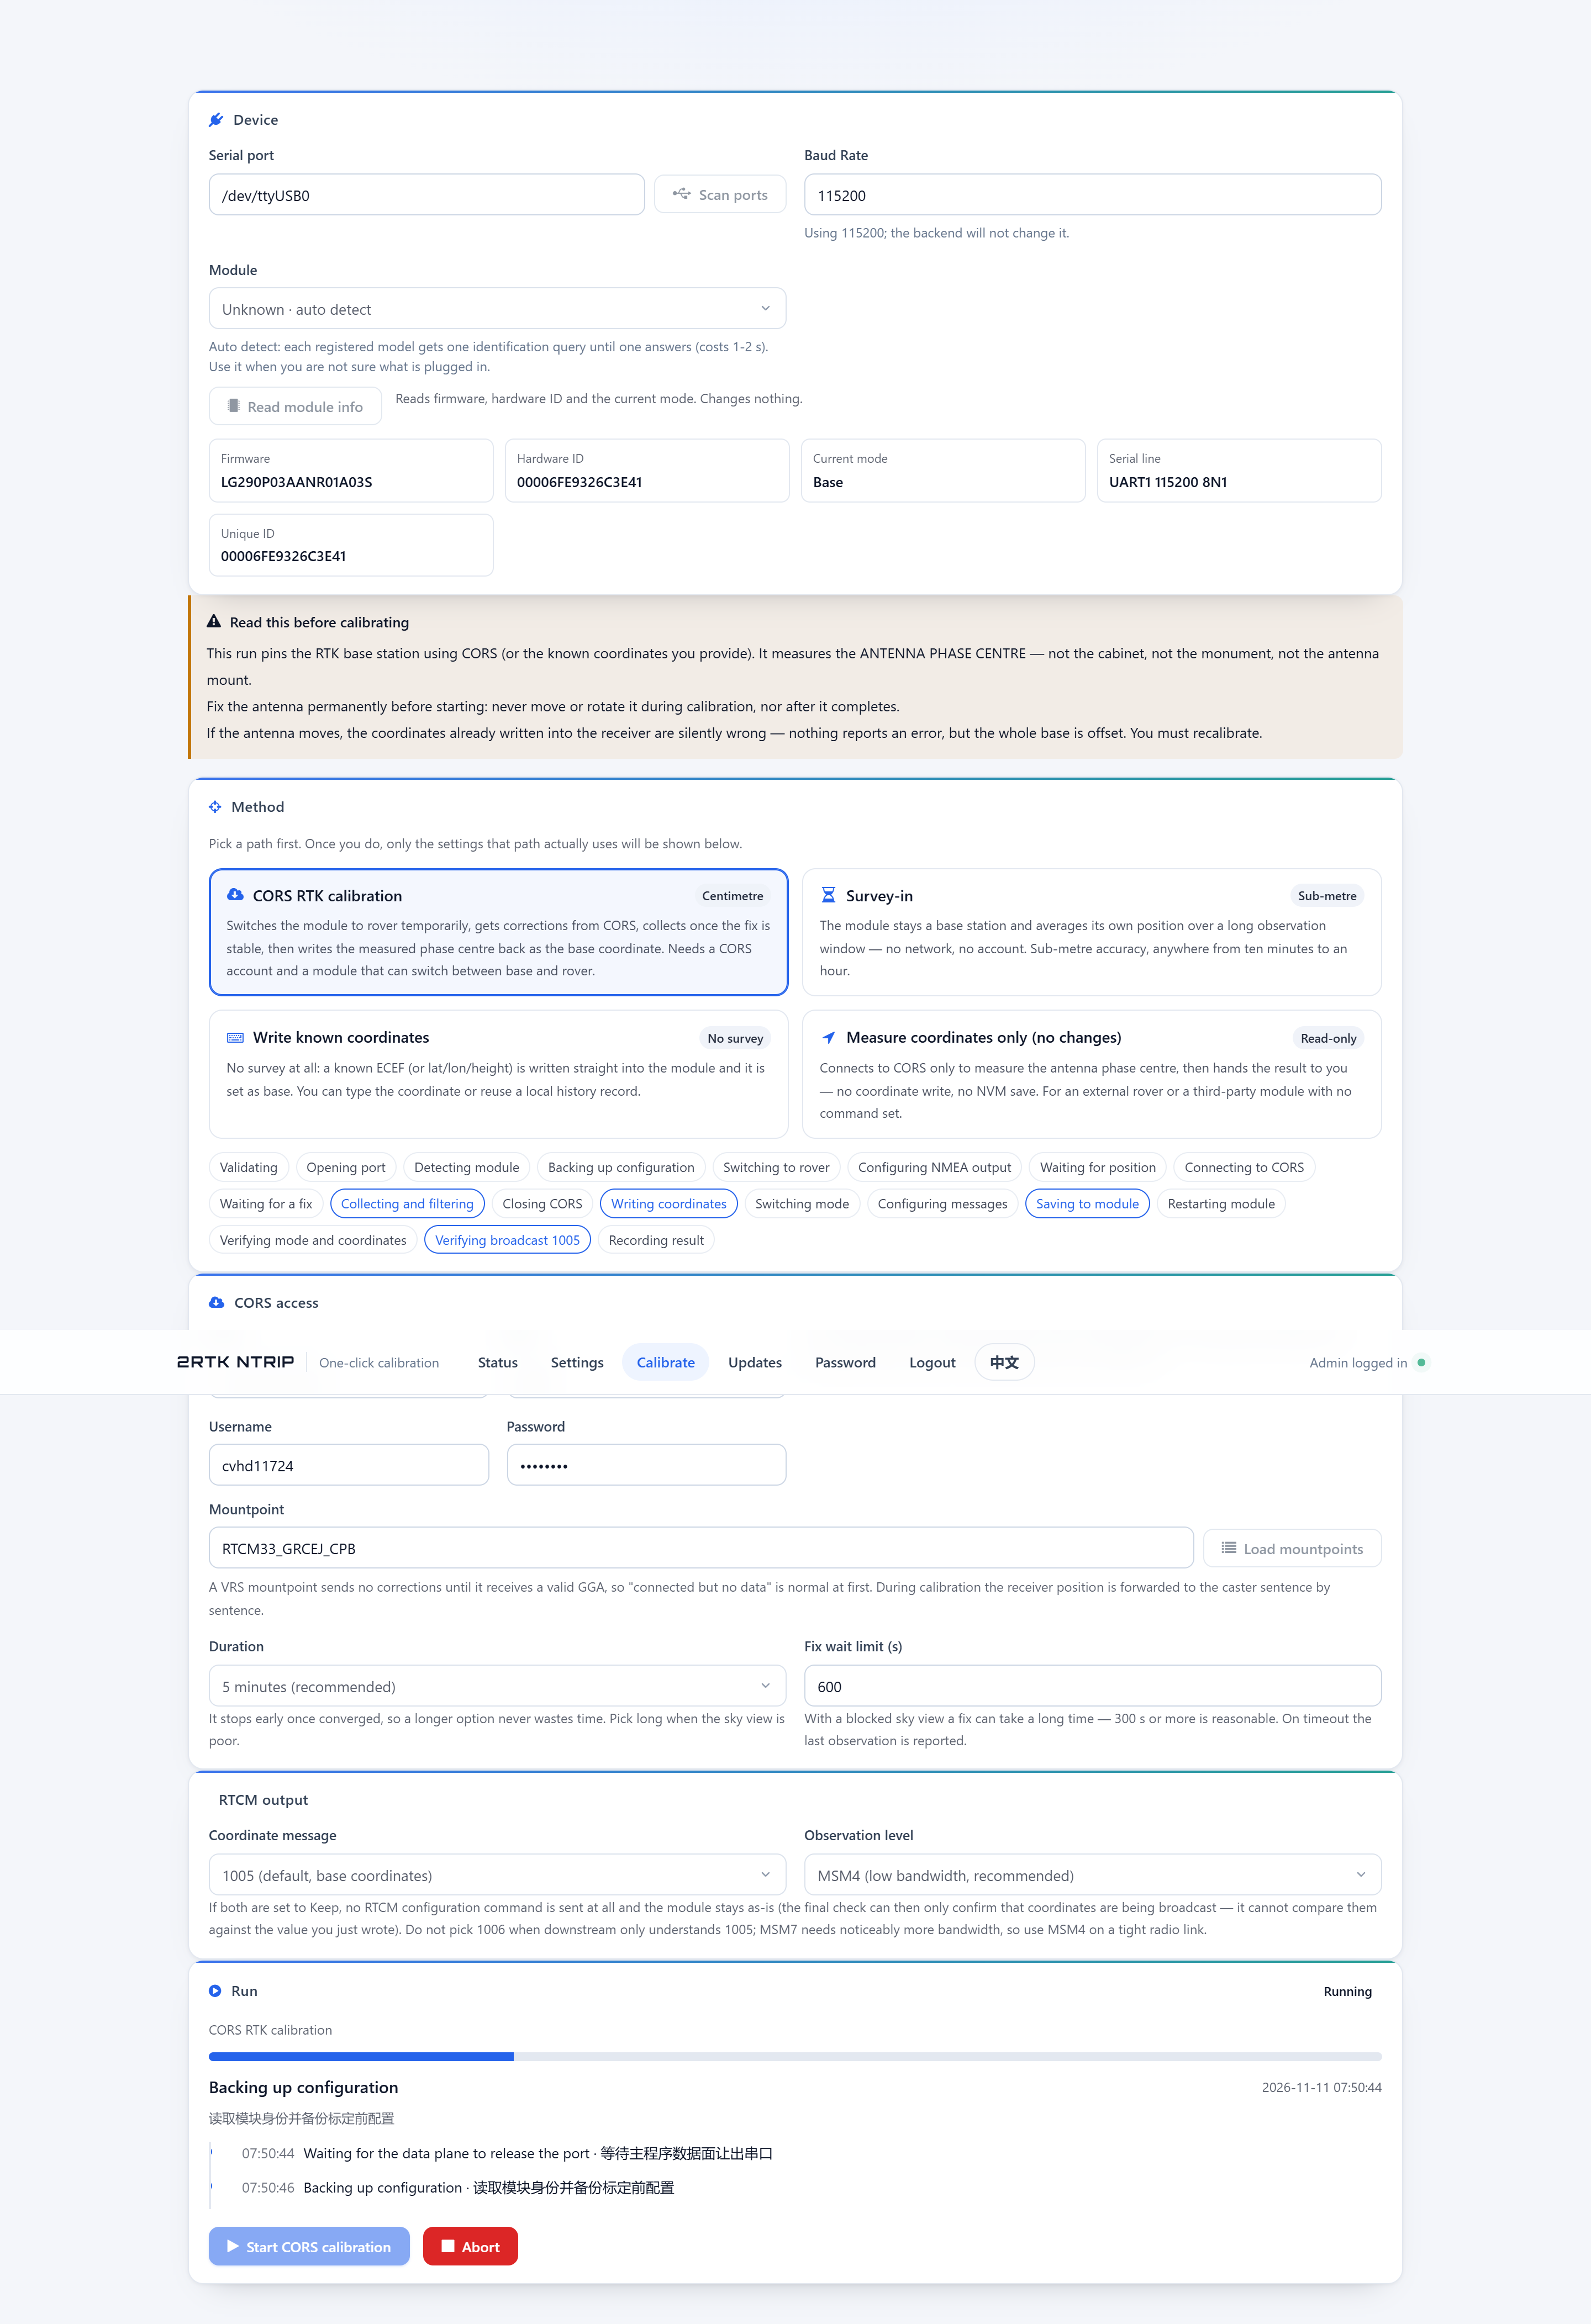 Device
Serial port
Baud Rate
/dev/ttyUSB0
Scan ports
115200
Using 115200; the backend will not change it.
Module
Unknown · auto detect
Auto detect: each registered model gets one identification query until one answers (costs 1-2 s).
Use it when you are not sure what is plugged in.
Read module info
Reads firmware, hardware ID and the current mode. Changes nothing.
Firmware
LG290P03AANR01A03S
Hardware ID
00006FE9326C3E41
Current mode
Base
Serial line
UART1 115200 8N1
Unique ID
00006FE9326C3E41
Read this before calibrating
This run pins the RTK base station using CORS (or the known coordinates you provide). It measures the ANTENNA PHASE CENTRE — not the cabinet, not the monument, not the antenna
mount.
Fix the antenna permanently before starting: never move or rotate it during calibration, nor after it completes.
If the antenna moves, the coordinates already written into the receiver are silently wrong — nothing reports an error, but the whole base is offset. You must recalibrate.
Method
Pick a path first. Once you do, only the settings that path actually uses will be shown below.
CORS RTK calibration
Centimetre
Switches the module to rover temporarily, gets corrections from CORS, collects once the fix is
stable, then writes the measured phase centre back as the base coordinate. Needs a CORS
account and a module that can switch between base and rover.
Survey-in
Sub-metre
The module stays a base station and averages its own position over a long observation
window — no network, no account. Sub-metre accuracy, anywhere from ten minutes to an
hour.
Write known coordinates
No survey
No survey at all: a known ECEF (or lat/lon/height) is written straight into the module and it is
set as base. You can type the coordinate or reuse a local history record.
Measure coordinates only (no changes)
Read-only
Connects to CORS only to measure the antenna phase centre, then hands the result to you
— no coordinate write, no NVM save. For an external rover or a third-party module with no
command set.
Validating
Opening port
Detecting module
Backing up configuration
Switching to rover
Configuring NMEA output
Waiting for position
Connecting to CORS
Waiting for a fix
Collecting and filtering
Closing CORS
Writing coordinates
Switching mode
Configuring messages
Saving to module
Restarting module
Verifying mode and coordinates
Verifying broadcast 1005
Recording result
CORS access
2RTK NTRIP
One-click calibration
Status
Settings
Calibrate
Updates
Password
Logout
中文
Admin logged in
Username
Password
cvhd11724
••••••••
Mountpoint
RTCM33_GRCEJ_CPB
Load mountpoints
A VRS mountpoint sends no corrections until it receives a valid GGA, so "connected but no data" is normal at first. During calibration the receiver position is forwarded to the caster sentence by
sentence.
Duration
Fix wait limit (s)
5 minutes (recommended)
600
It stops early once converged, so a longer option never wastes time. Pick long when the sky view is
poor.
With a blocked sky view a fix can take a long time — 300 s or more is reasonable. On timeout the
last observation is reported.
RTCM output
Coordinate message
Observation level
1005 (default, base coordinates)
MSM4 (low bandwidth, recommended)
If both are set to Keep, no RTCM configuration command is sent at all and the module stays as-is (the final check can then only confirm that coordinates are being broadcast — it cannot compare them
against the value you just wrote). Do not pick 1006 when downstream only understands 1005; MSM7 needs noticeably more bandwidth, so use MSM4 on a tight radio link.
Run
Running
CORS RTK calibration
Backing up configuration
2026-11-11 07:50:44
读取模块身份并备份标定前配置
07:50:44 Waiting for the data plane to release the port · 等待主程序数据面让出串口
07:50:46 Backing up configuration · 读取模块身份并备份标定前配置
Start CORS calibration
Abort